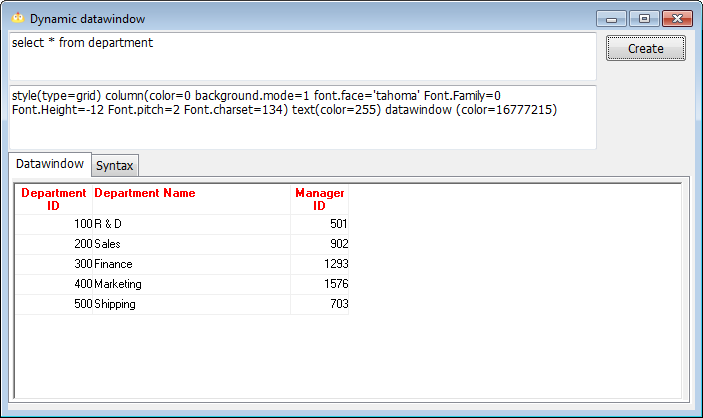 Dynamic datawindow
select * from department
Create
style(type=grid) column(color=0 background.mode=1 font.face='tahoma' Font.Family=0
Font.Height=-12 Font.pitch=2 Font.charset=134) text(color=255) datawindow (color=16777215)
Datawindow Syntax
Department Department Name Manager
ID ID
100 R & D 501
200 Sales 902
300 Finance 1293
400 Marketing 1576
500 Shipping 703